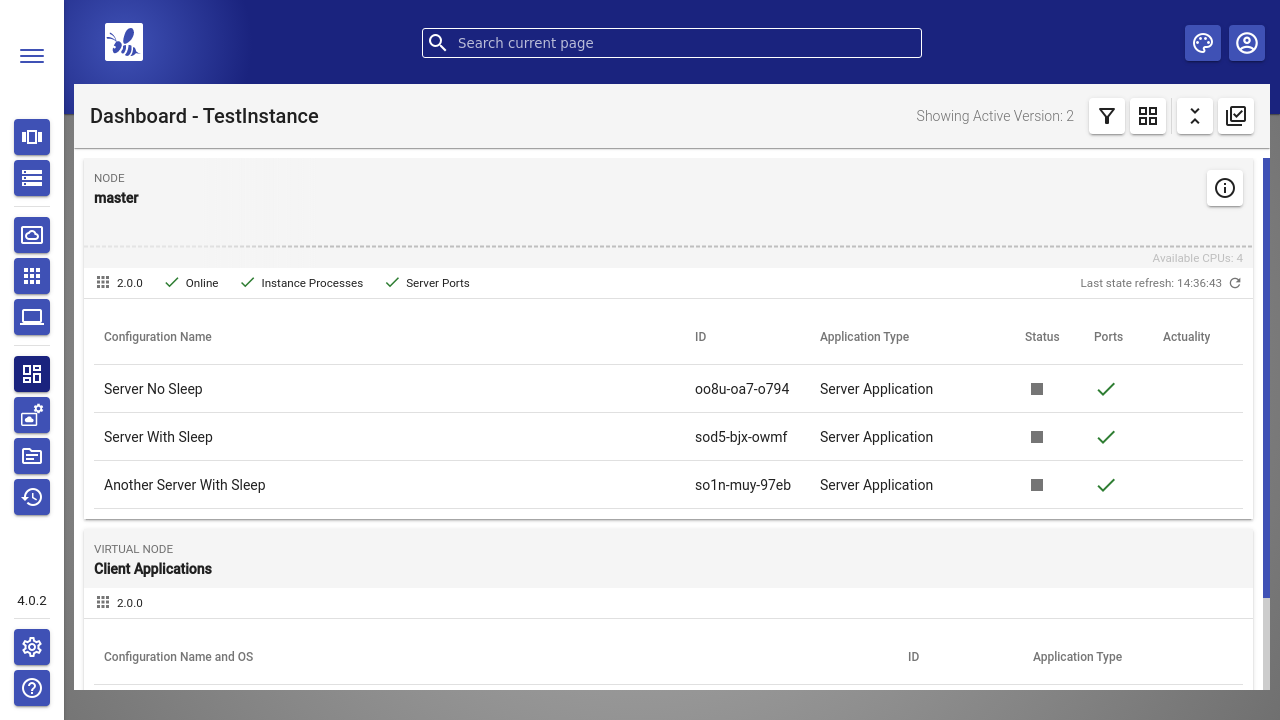 Search current page
Dashboard - TestInstance
Showing Active Version: 2
NODE
master
Available CPUs: 4
2.0.0 Online Instance Processes Server Ports Last state refresh: 14:36:43
Configuration Name ID Application Type Status Ports Actuality
Server No Sleep oo8u-oa7-o794 Server Application
Server With Sleep sod5-bjx-owmf Server Application
Another Server With Sleep so1n-muy-97eb Server Application
VIRTUAL NODE
Client Applications
2.0.0
Configuration Name and OS ID Application Type
4.0.2